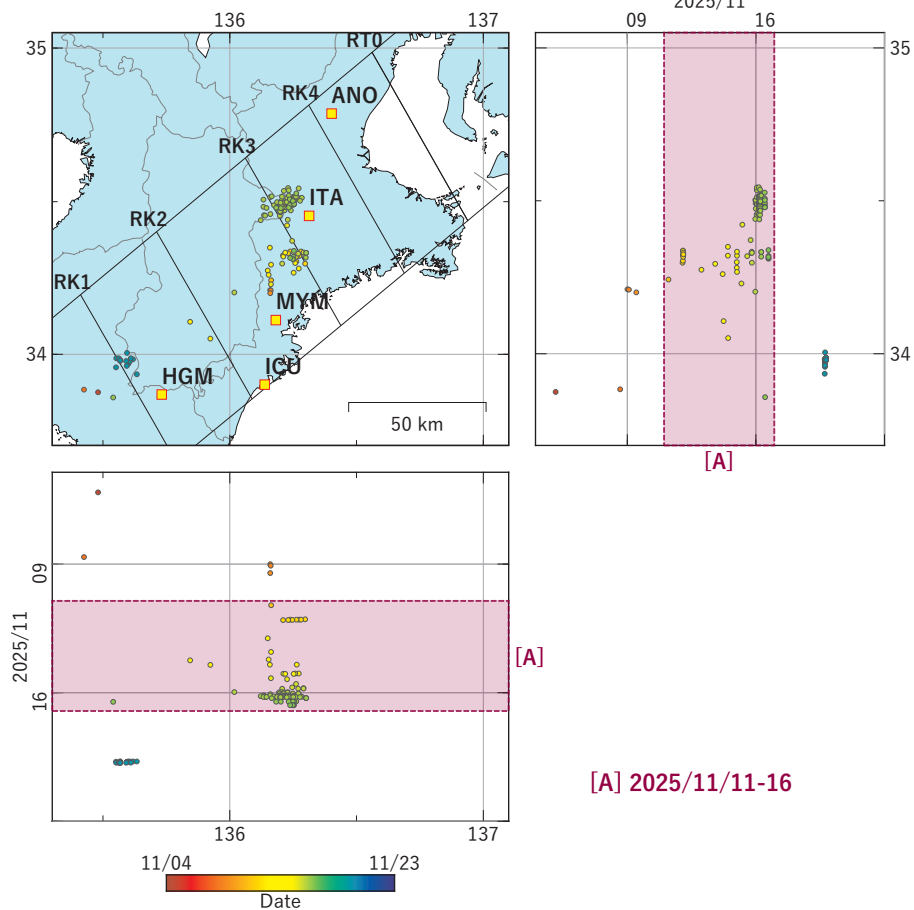 2025/11
136
137
09
16
35
35
RT0
RK4
ANO
RK3
ITA
RK2
RK1
MYM
34
34
ICU
HGM
50 km
[A]
09
2025/11
[A]
16
[A] 2025/11/11-16
136
137
11/04
11/23
Date